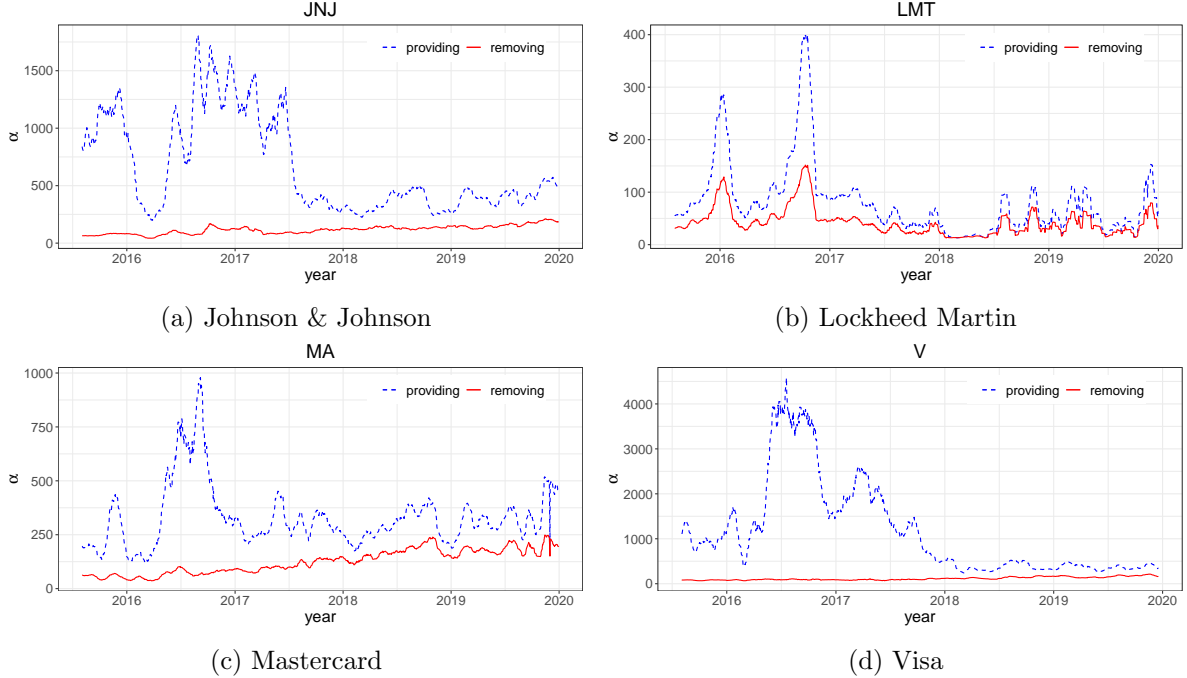 JNJ
providing removing
1500
1000
500
0
α
2016 2017 2018 2019 2020
year
(a) Johnson & Johnson
LMT
providing removing
400
300
200
100
0
α
2016 2017 2018 2019 2020
year
(b) Lockheed Martin
MA
providing removing
1000
750
500
250
0
α
2016 2017 2018 2019 2020
year
(c) Mastercard
V
providing removing
4000
3000
2000
1000
0
α
2016 2017 2018 2019 2020
year
(d) Visa